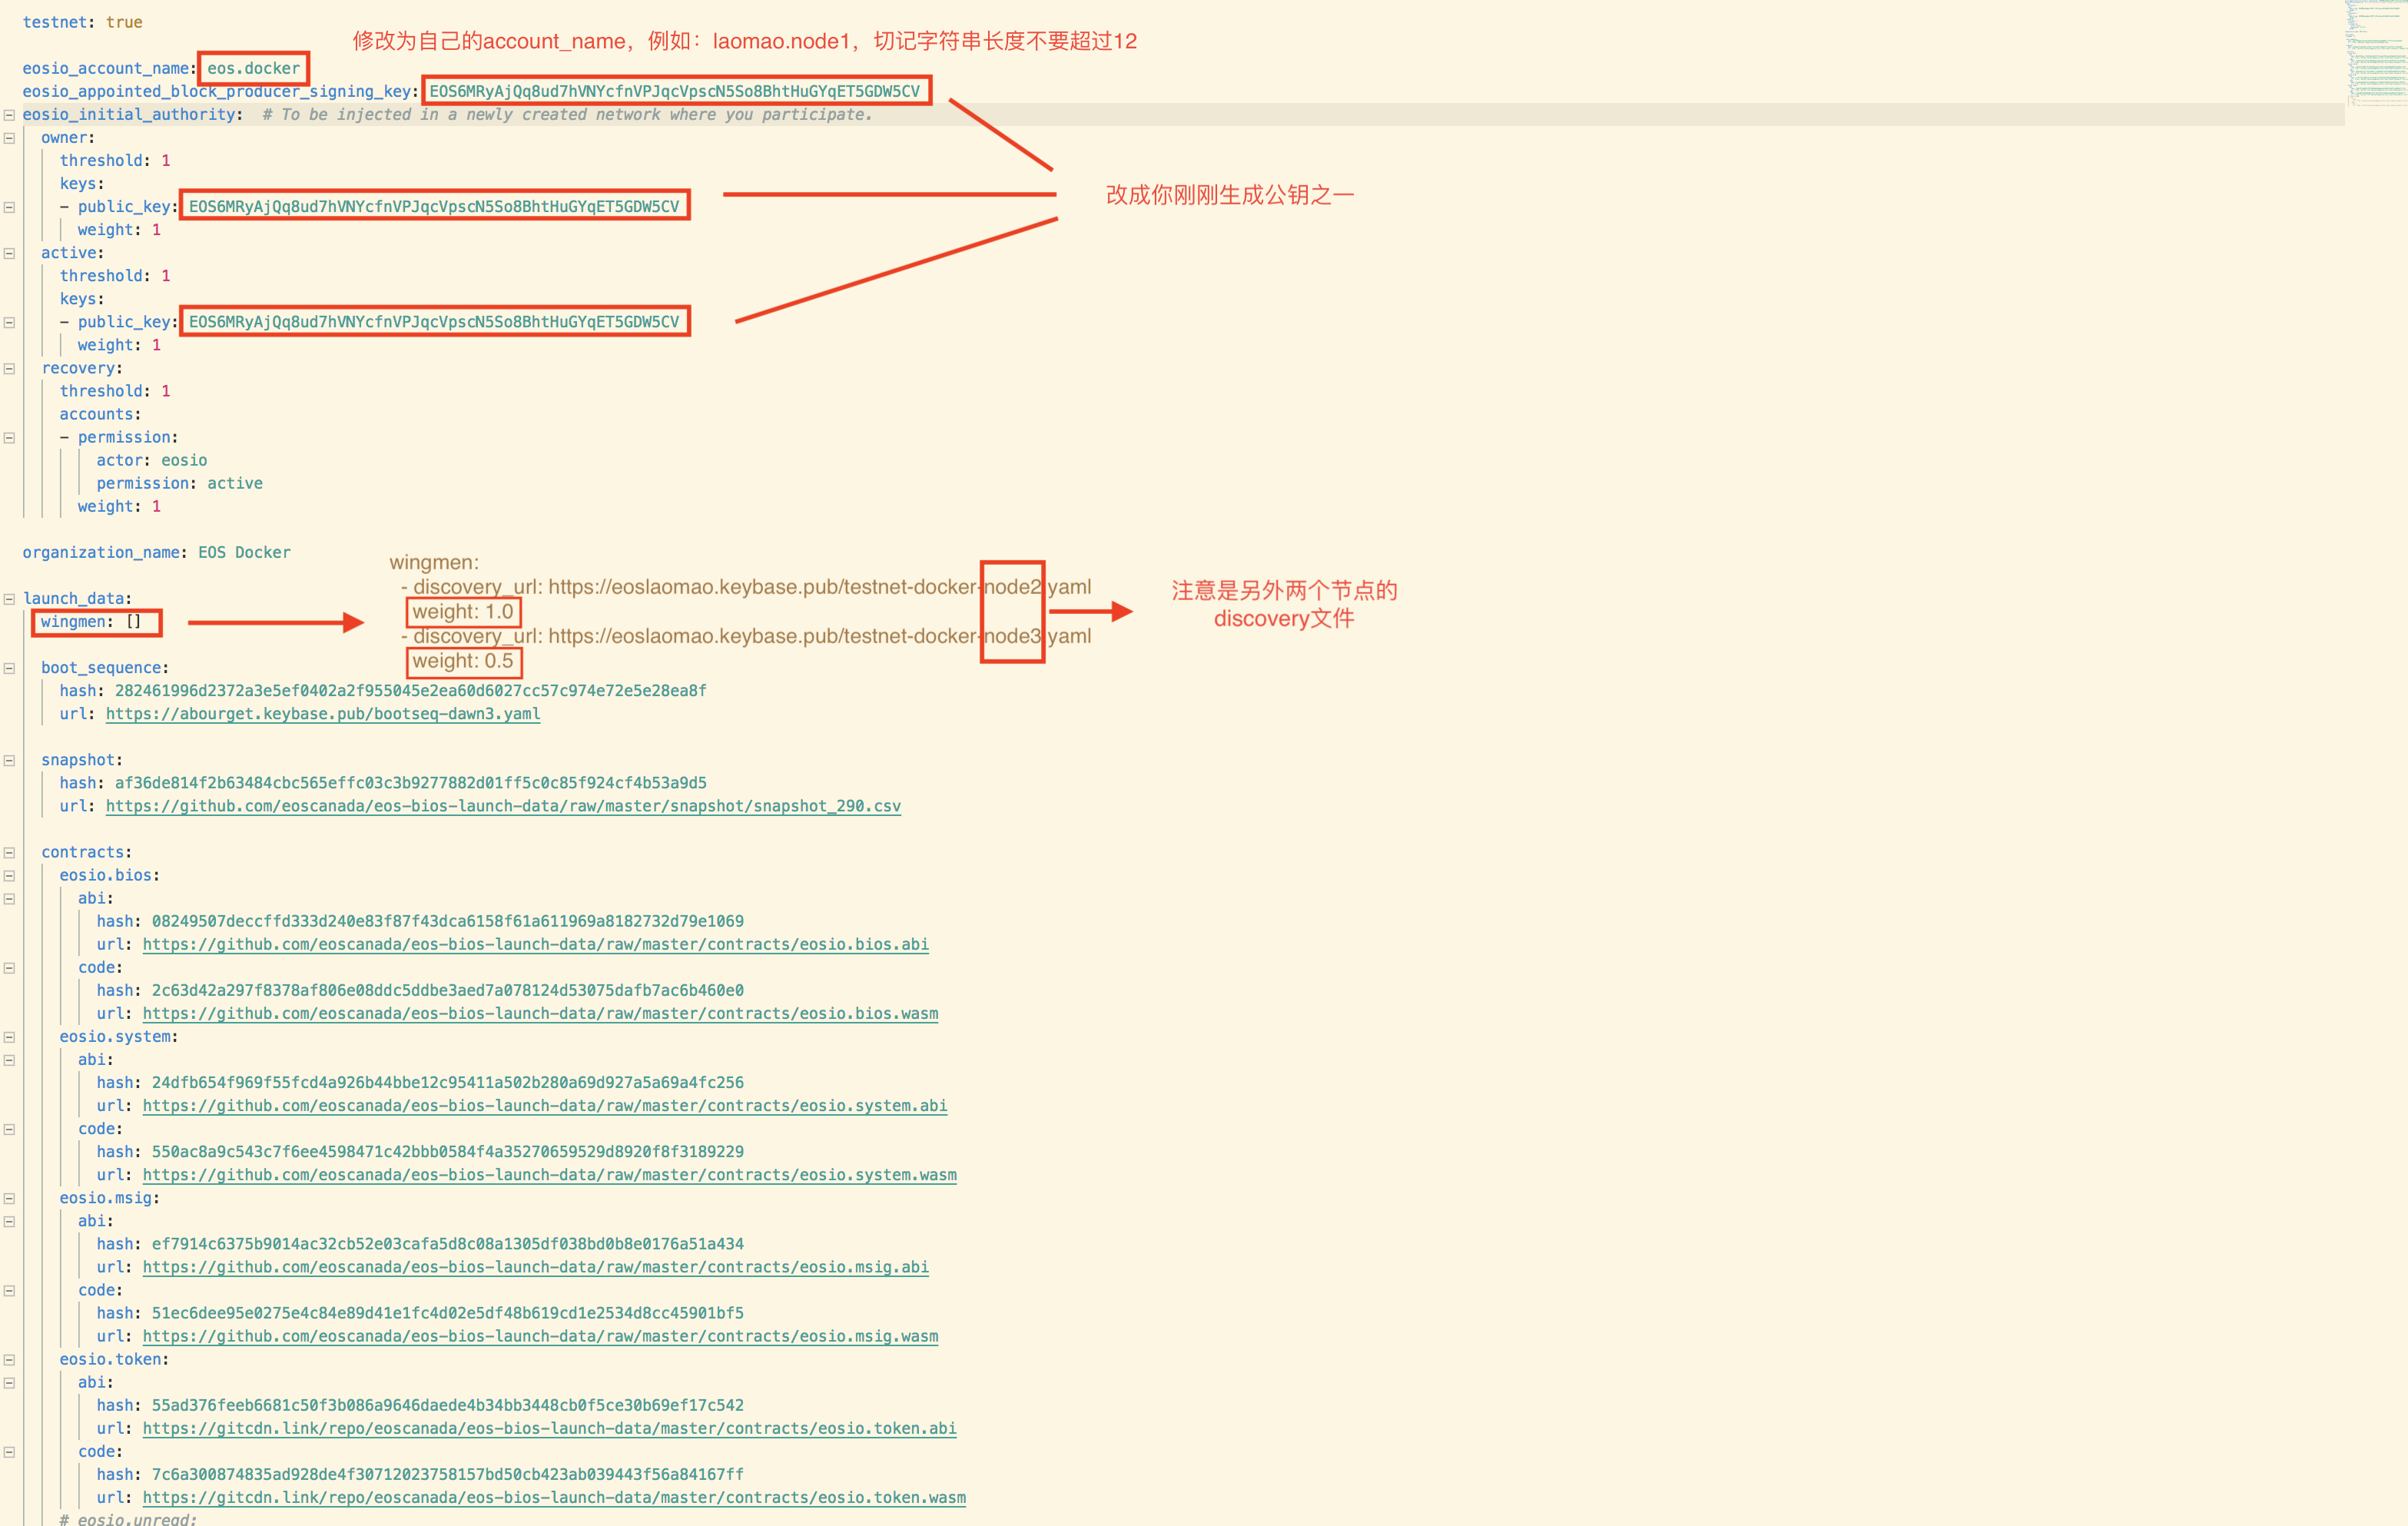 testnet: true
修改为自己的account_name，例如：laomao.node1，切记字符串长度不要超过12
eosio_account_name: eos.docker
eosio_appointed_block_producer_signing_key: EOS6MRyAjQq8ud7hVNYcfnVPJqcVpscN5So8BhtHuGYqET5GDW5CV
eosio_initial_authority:  # To be injected in a newly created network where you participate.
owner:
threshold: 1
keys:
改成你刚刚生成公钥之一
- public_key: EOS6MRyAjQq8ud7hVNYcfnVPJqcVpscN5So8BhtHuGYqET5GDW5CV
weight: 1
active:
threshold: 1
keys:
- public_key: EOS6MRyAjQq8ud7hVNYcfnVPJqcVpscN5So8BhtHuGYqET5GDW5CV
weight: 1
recovery:
threshold: 1
accounts:
- permission:
actor: eosio
permission: active
weight: 1
organization_name: EOS Docker
launch_data:
wingmen: []
wingmen:
- discovery_url: https://eoslaomao.keybase.pub/testnet-docker-node2.yaml
weight: 1.0
- discovery_url: https://eoslaomao.keybase.pub/testnet-docker-node3.yaml
weight: 0.5
注意是另外两个节点的
discovery文件
boot_sequence:
hash: 282461996d2372a3e5ef0402a2f955045e2ea60d6027cc57c974e72e5e28ea8f
url: https://abourget.keybase.pub/bootseq-dawn3.yaml
snapshot:
hash: af36de814f2b63484cbc565effc03c3b9277882d01ff5c0c85f924cf4b53a9d5
url: https://github.com/eoscanada/eos-bios-launch-data/raw/master/snapshot/snapshot_290.csv
contracts:
eosio.bios:
abi:
hash: 08249507deccffd333d240e83f87f43dca6158f61a611969a8182732d79e1069
url: https://github.com/eoscanada/eos-bios-launch-data/raw/master/contracts/eosio.bios.abi
code:
hash: 2c63d42a297f8378af806e08ddc5ddbe3aed7a078124d53075dafb7ac6b460e0
url: https://github.com/eoscanada/eos-bios-launch-data/raw/master/contracts/eosio.bios.wasm
eosio.system:
abi:
hash: 24dfb654f969f55fcd4a926b44bbe12c95411a502b280a69d927a5a69a4fc256
url: https://github.com/eoscanada/eos-bios-launch-data/raw/master/contracts/eosio.system.abi
code:
hash: 550ac8a9c543c7f6ee4598471c42bbb0584f4a35270659529d8920f8f3189229
url: https://github.com/eoscanada/eos-bios-launch-data/raw/master/contracts/eosio.system.wasm
eosio.msig:
abi:
hash: ef7914c6375b9014ac32cb52e03cafa5d8c08a1305df038bd0b8e0176a51a434
url: https://github.com/eoscanada/eos-bios-launch-data/raw/master/contracts/eosio.msig.abi
code:
hash: 51ec6dee95e0275e4c84e89d41e1fc4d02e5df48b619cd1e2534d8cc45901bf5
url: https://github.com/eoscanada/eos-bios-launch-data/raw/master/contracts/eosio.msig.wasm
eosio.token:
abi:
hash: 55ad376feeb6681c50f3b086a9646daede4b34bb3448cb0f5ce30b69ef17c542
url: https://gitcdn.link/repo/eoscanada/eos-bios-launch-data/master/contracts/eosio.token.abi
code:
hash: 7c6a300874835ad928de4f30712023758157bd50cb423ab039443f56a84167ff
url: https://gitcdn.link/repo/eoscanada/eos-bios-launch-data/master/contracts/eosio.token.wasm
# eosio.unregd: